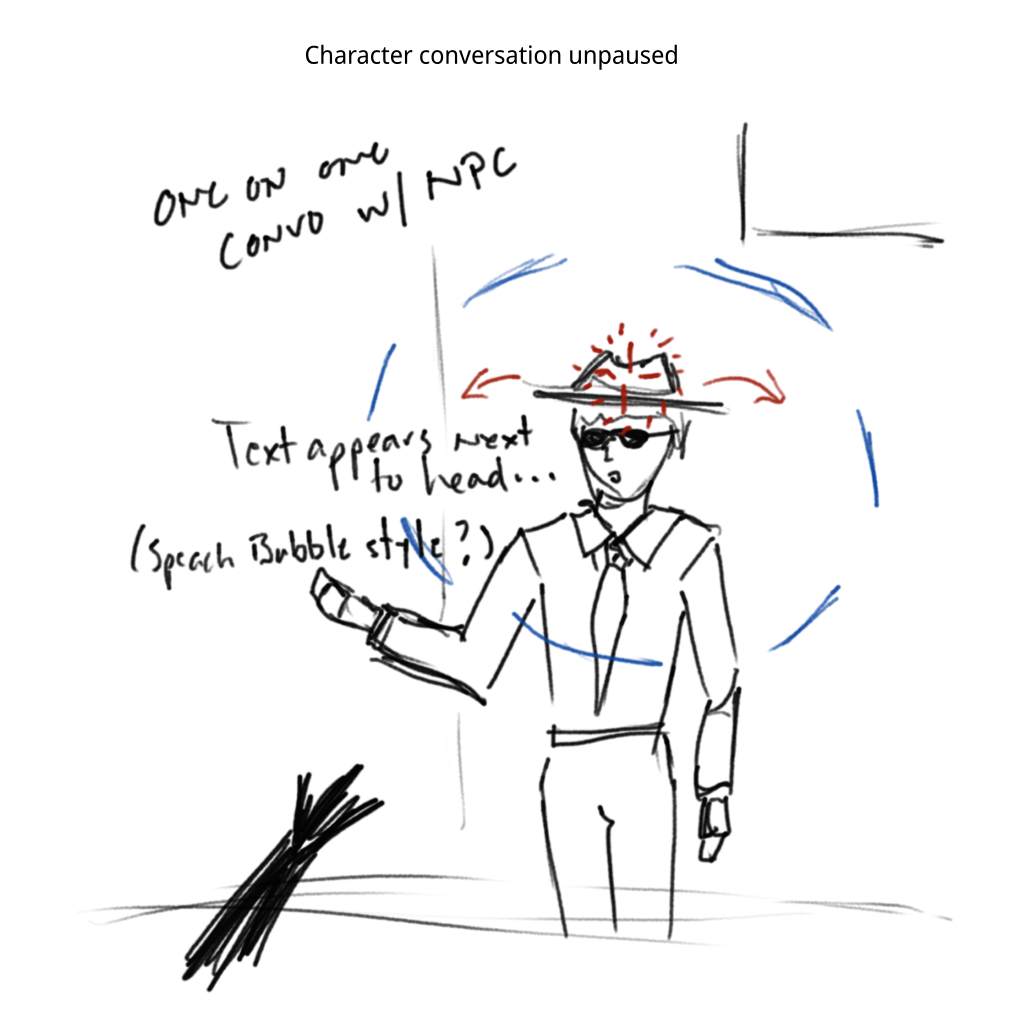 Character conversation unpaused
ONE ON ONE
CONVO W/ NPC
Text appears next
to head...
(Speach Bubble style?)